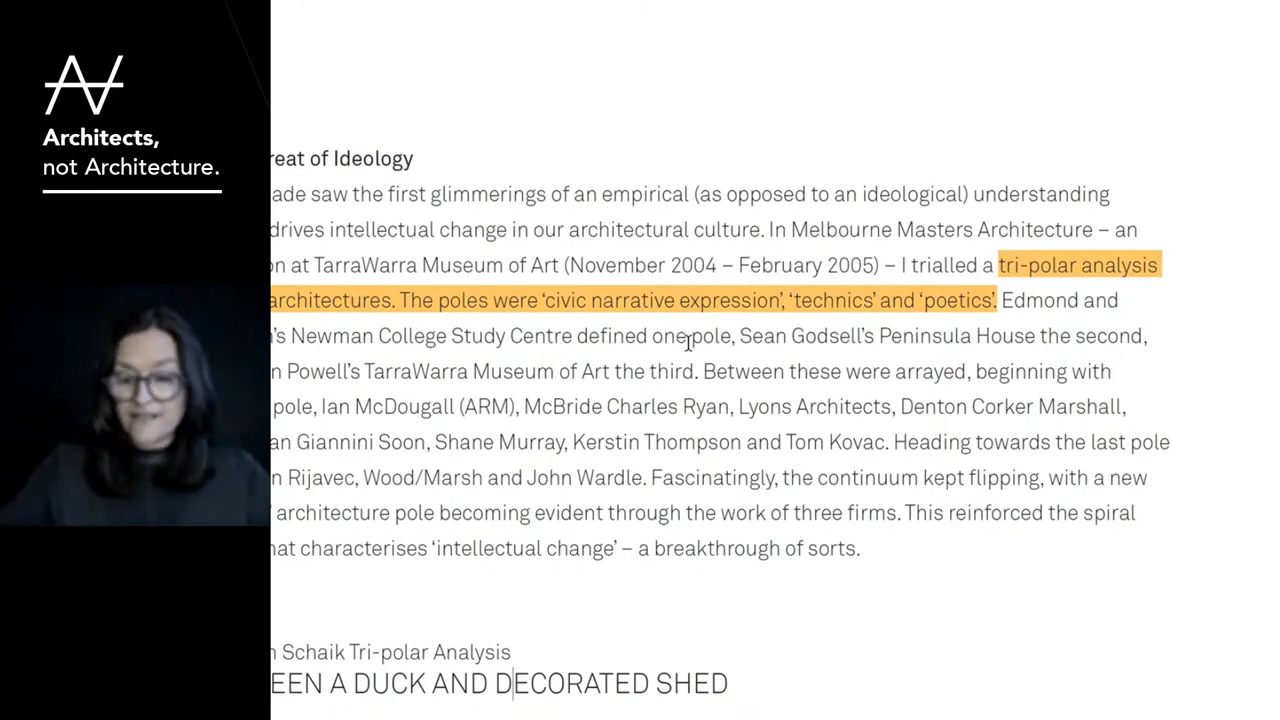 Architects,
not Architecture.
reat of Ideology
ade saw the first glimmerings of an empirical (as opposed to an ideological) understanding
drives intellectual change in our architectural culture. In Melbourne Masters Architecture – an
on at TarraWarra Museum of Art (November 2004 – February 2005) – I trialled a tri-polar analysis
architectures. The poles were ‘civic narrative expression’, ‘technics’ and ‘poetics’. Edmond and
n’s Newman College Study Centre defined one pole, Sean Godsell’s Peninsula House the second,
n Powell’s TarraWarra Museum of Art the third. Between these were arrayed, beginning with
pole, Ian McDougall (ARM), McBride Charles Ryan, Lyons Architects, Denton Corker Marshall,
an Giannini Soon, Shane Murray, Kerstin Thompson and Tom Kovac. Heading towards the last pole
n Rijavec, Wood/Marsh and John Wardle. Fascinatingly, the continuum kept flipping, with a new
’ architecture pole becoming evident through the work of three firms. This reinforced the spiral
hat characterises ‘intellectual change’ – a breakthrough of sorts.
n Schaik Tri-polar Analysis
EEN A DUCK AND DECORATED SHED